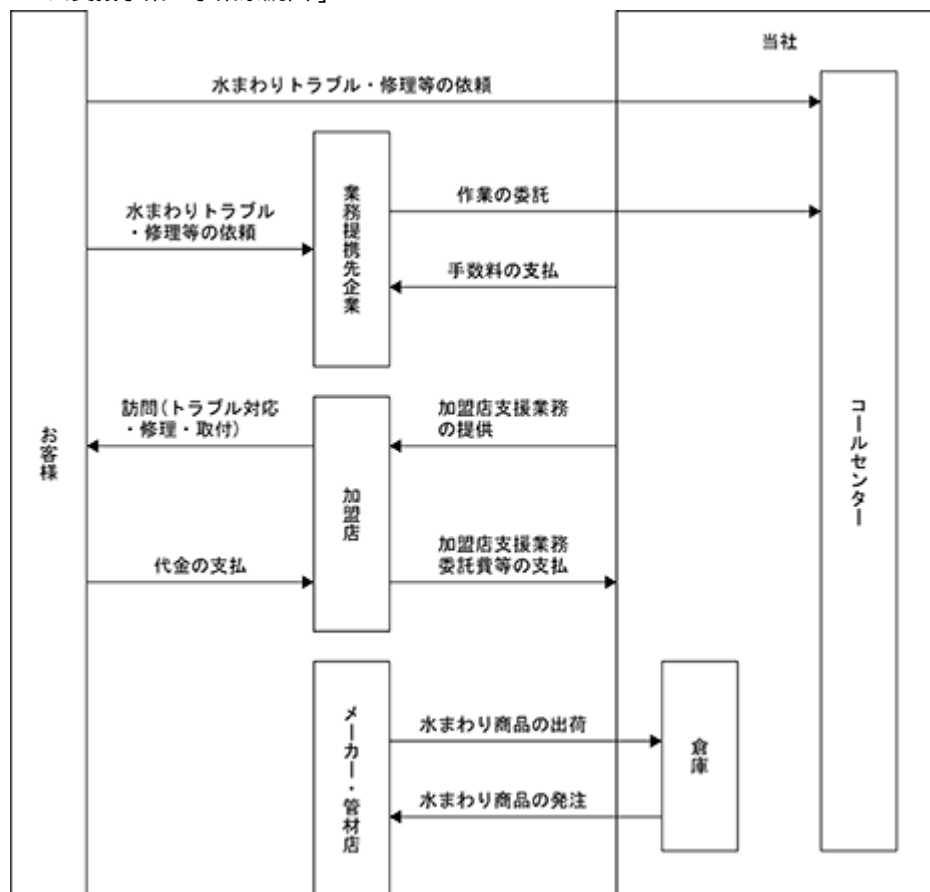 当社
水まわりトラブル・修理等の依頼
コールセンター
業務提携先企業
作業の委託
水まわりトラブル
・修理等の依頼
手数料の支払
お客様
訪問(トラブル対応
・修理・取付)
加盟店
加盟店支援業務
の提供
代金の支払
加盟店支援業務
委託費等の支払
メーカー・管材店
水まわり商品の出荷
倉庫
水まわり商品の発注